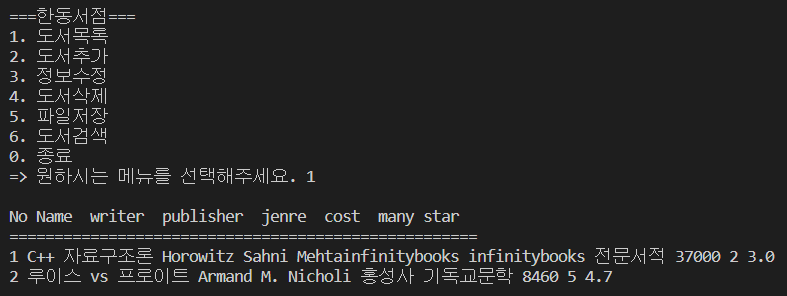 ===한동서점===
1. 도서목록
2. 도서추가
3. 정보수정
4. 도서삭제
5. 파일저장
6. 도서검색
0. 종료
=> 원하시는 메뉴를 선택해주세요. 1
No Name  writer  publisher  jenre  cost  many star
====================================================
1 C++ 자료구조론 Horowitz Sahni Mehtainfinitybooks infinitybooks 전문서적 37000 2 3.0
2 루이스 vs 프로이트 Armand M. Nicholi 홍성사 기독교문학 8460 5 4.7